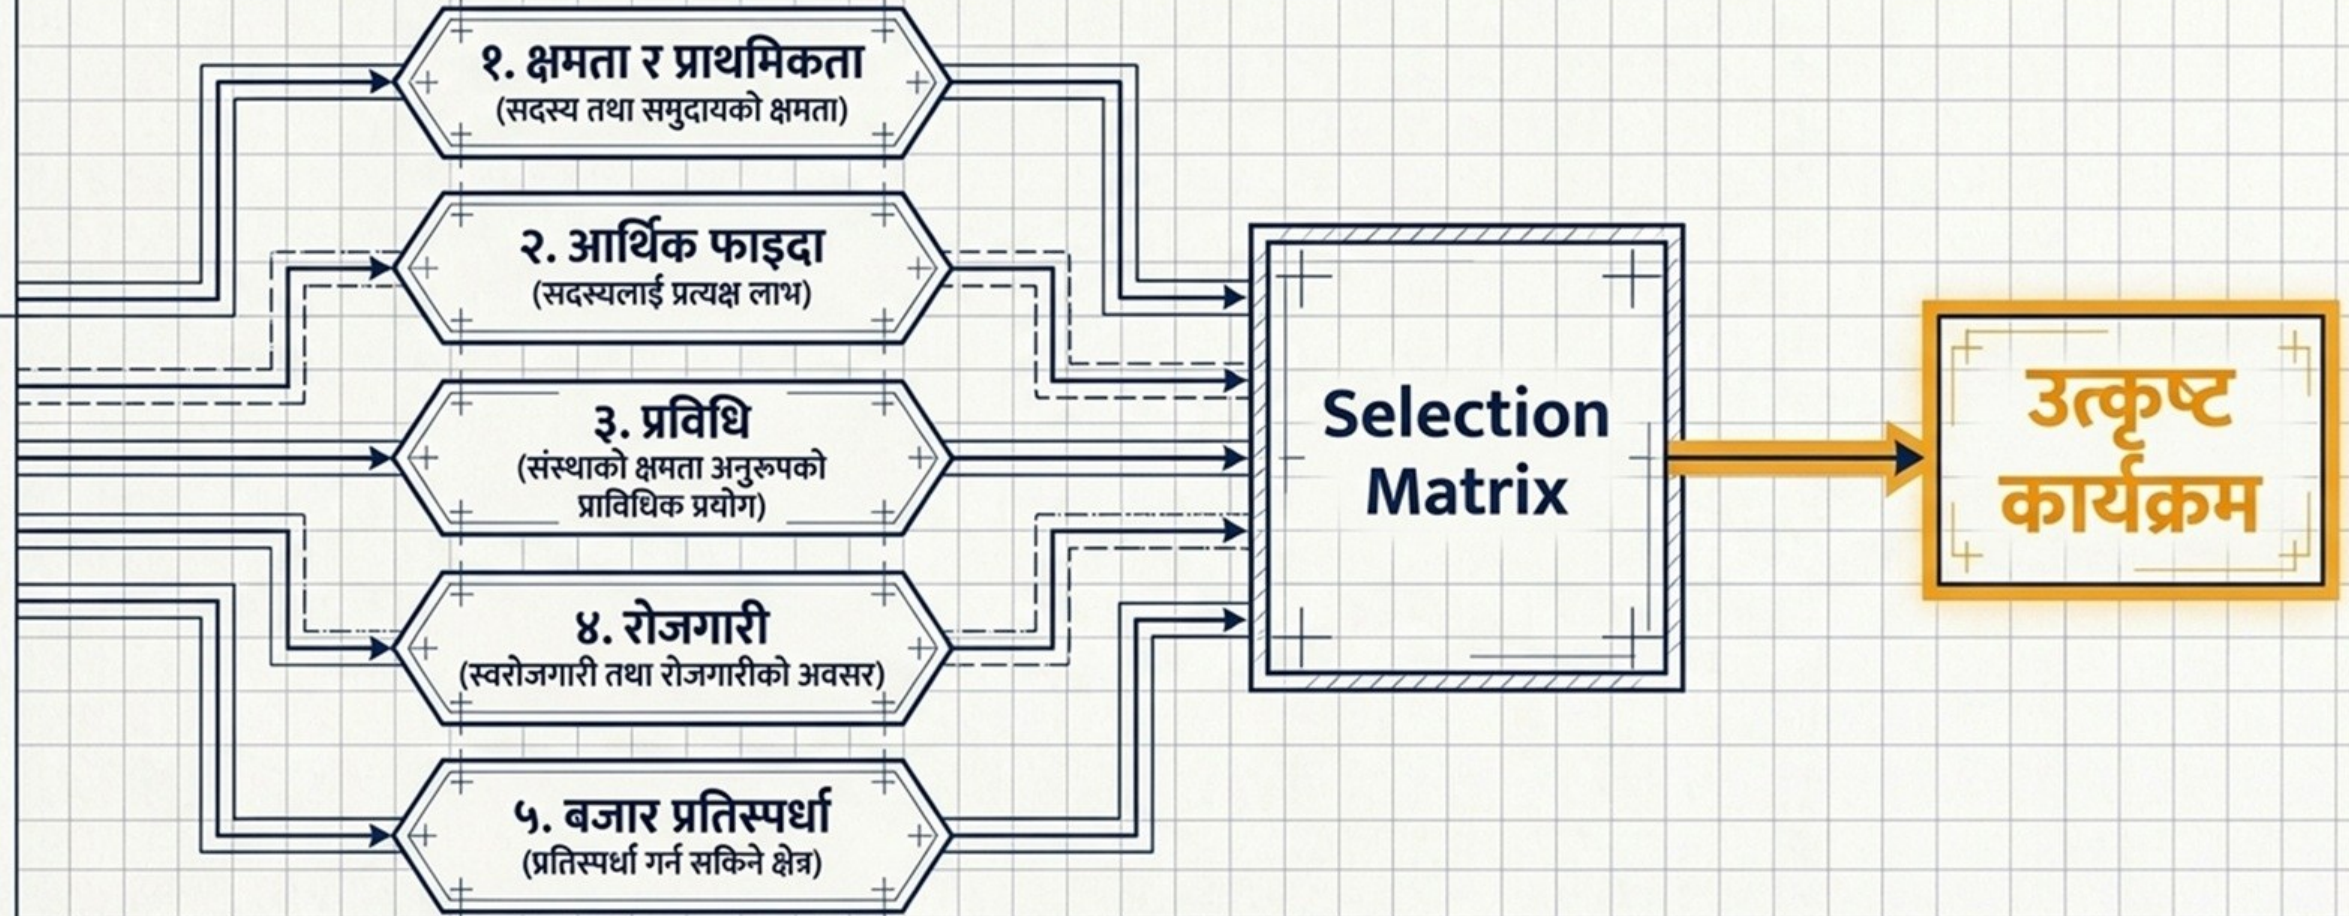 १. क्षमता र प्राथमिकता
(सदस्य तथा समुदायको क्षमता)
२. आर्थिक फाइदा
(सदस्यलाई प्रत्यक्ष लाभ)
३. प्रविधि
(संस्थाको क्षमता अनुरूपको
प्राविधिक प्रयोग)
४. रोजगारी
(स्वरोजगारी तथा रोजगारीको अवसर)
५. बजार प्रतिस्पर्धा
(प्रतिस्पर्धा गर्न सकिने क्षेत्र)
Selection
Matrix
उत्कृष्ट
कार्यक्रम